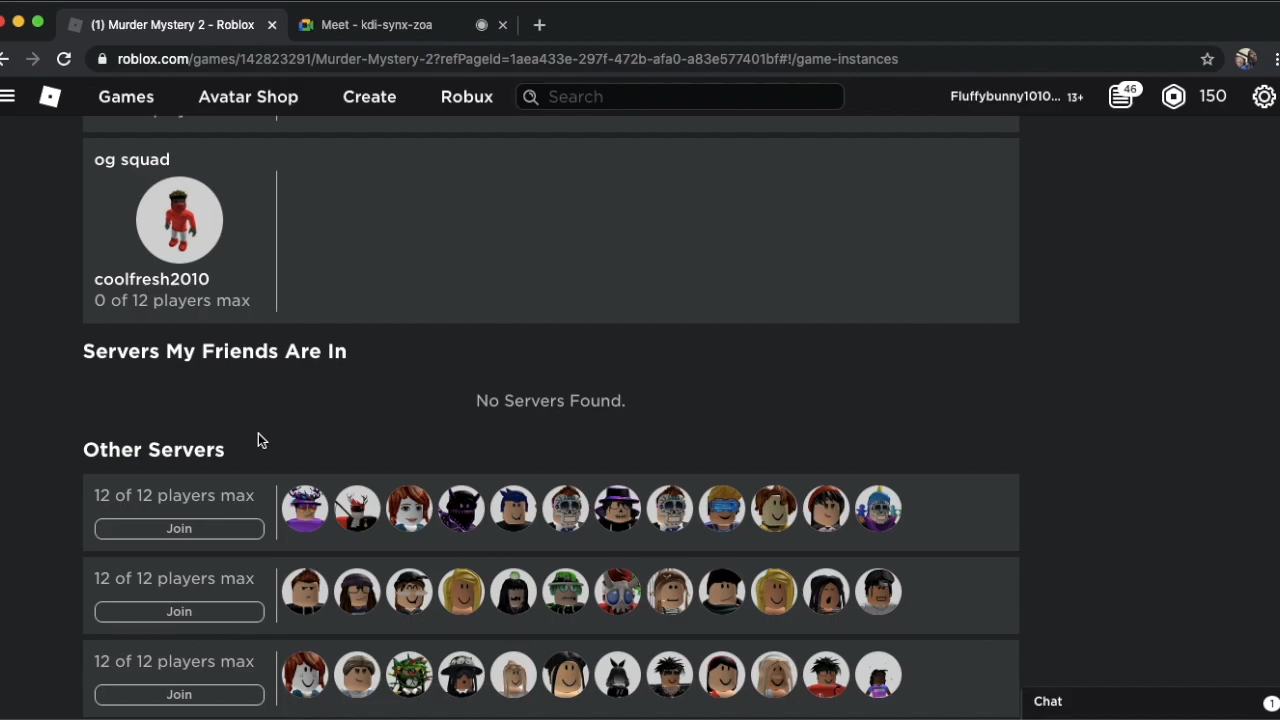 (1) Murder Mystery 2 - Roblox
Meet - kdi-synx-zoa
roblox.com/games/142823291/Murder-Mystery-2?refPageId=1aea433e-297f-472b-afa0-a83e577401bf#!/game-instances
Games Avatar Shop Create Robux Search Fluffybunny1010... 13+ 46 150
og squad
coolfresh2010
0 of 12 players max
Servers My Friends Are In
No Servers Found.
Other Servers
12 of 12 players max
Join
12 of 12 players max
Join
12 of 12 players max
Join
Chat 1